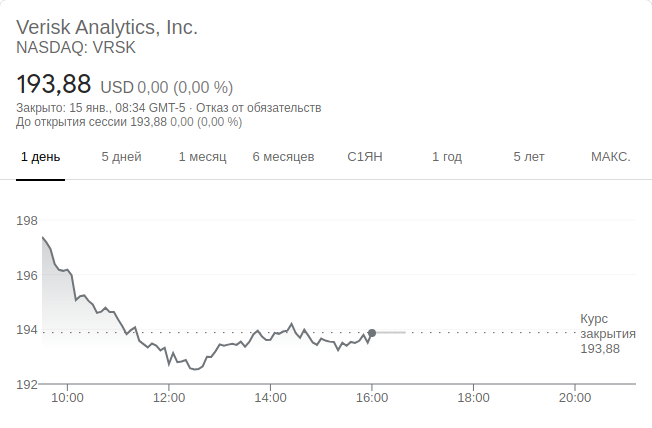 Verisk Analytics, Inc.
NASDAQ: VRSK
193,88 USD 0,00 (0,00 %)
Закрыто: 15 янв., 08:34 GMT-5 · Отказ от обязательств
До открытия сессии 193,88 0,00 (0,00 %)
1 день 5 дней 1 месяц 6 месяцев С1ЯН 1 год 5 лет МАКС.
198
196
194
192
Курс
закрытия
193,88
10:00 12:00 14:00 16:00 18:00 20:00